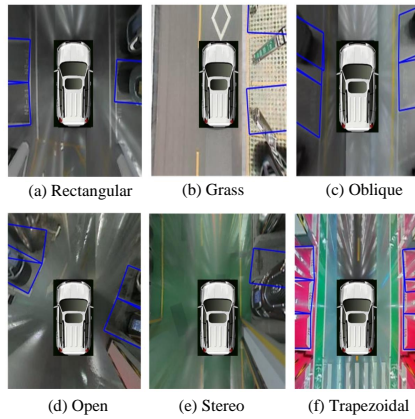 (a) Rectangular
(b) Grass
(c) Oblique
(d) Open
(e) Stereo
(f) Trapezoidal